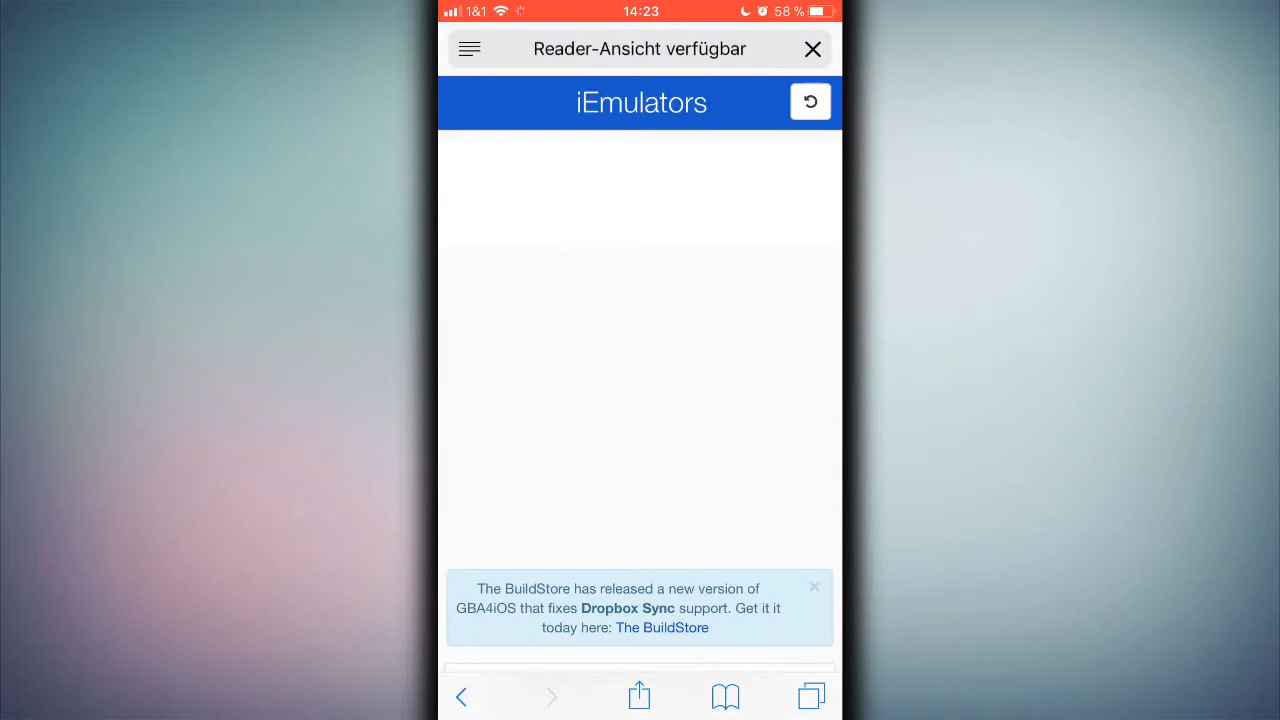 1&1 14:23 58 %
Reader-Ansicht verfügbar
iEmulators
The BuildStore has released a new version of
GBA4iOS that fixes Dropbox Sync support. Get it it
today here: The BuildStore